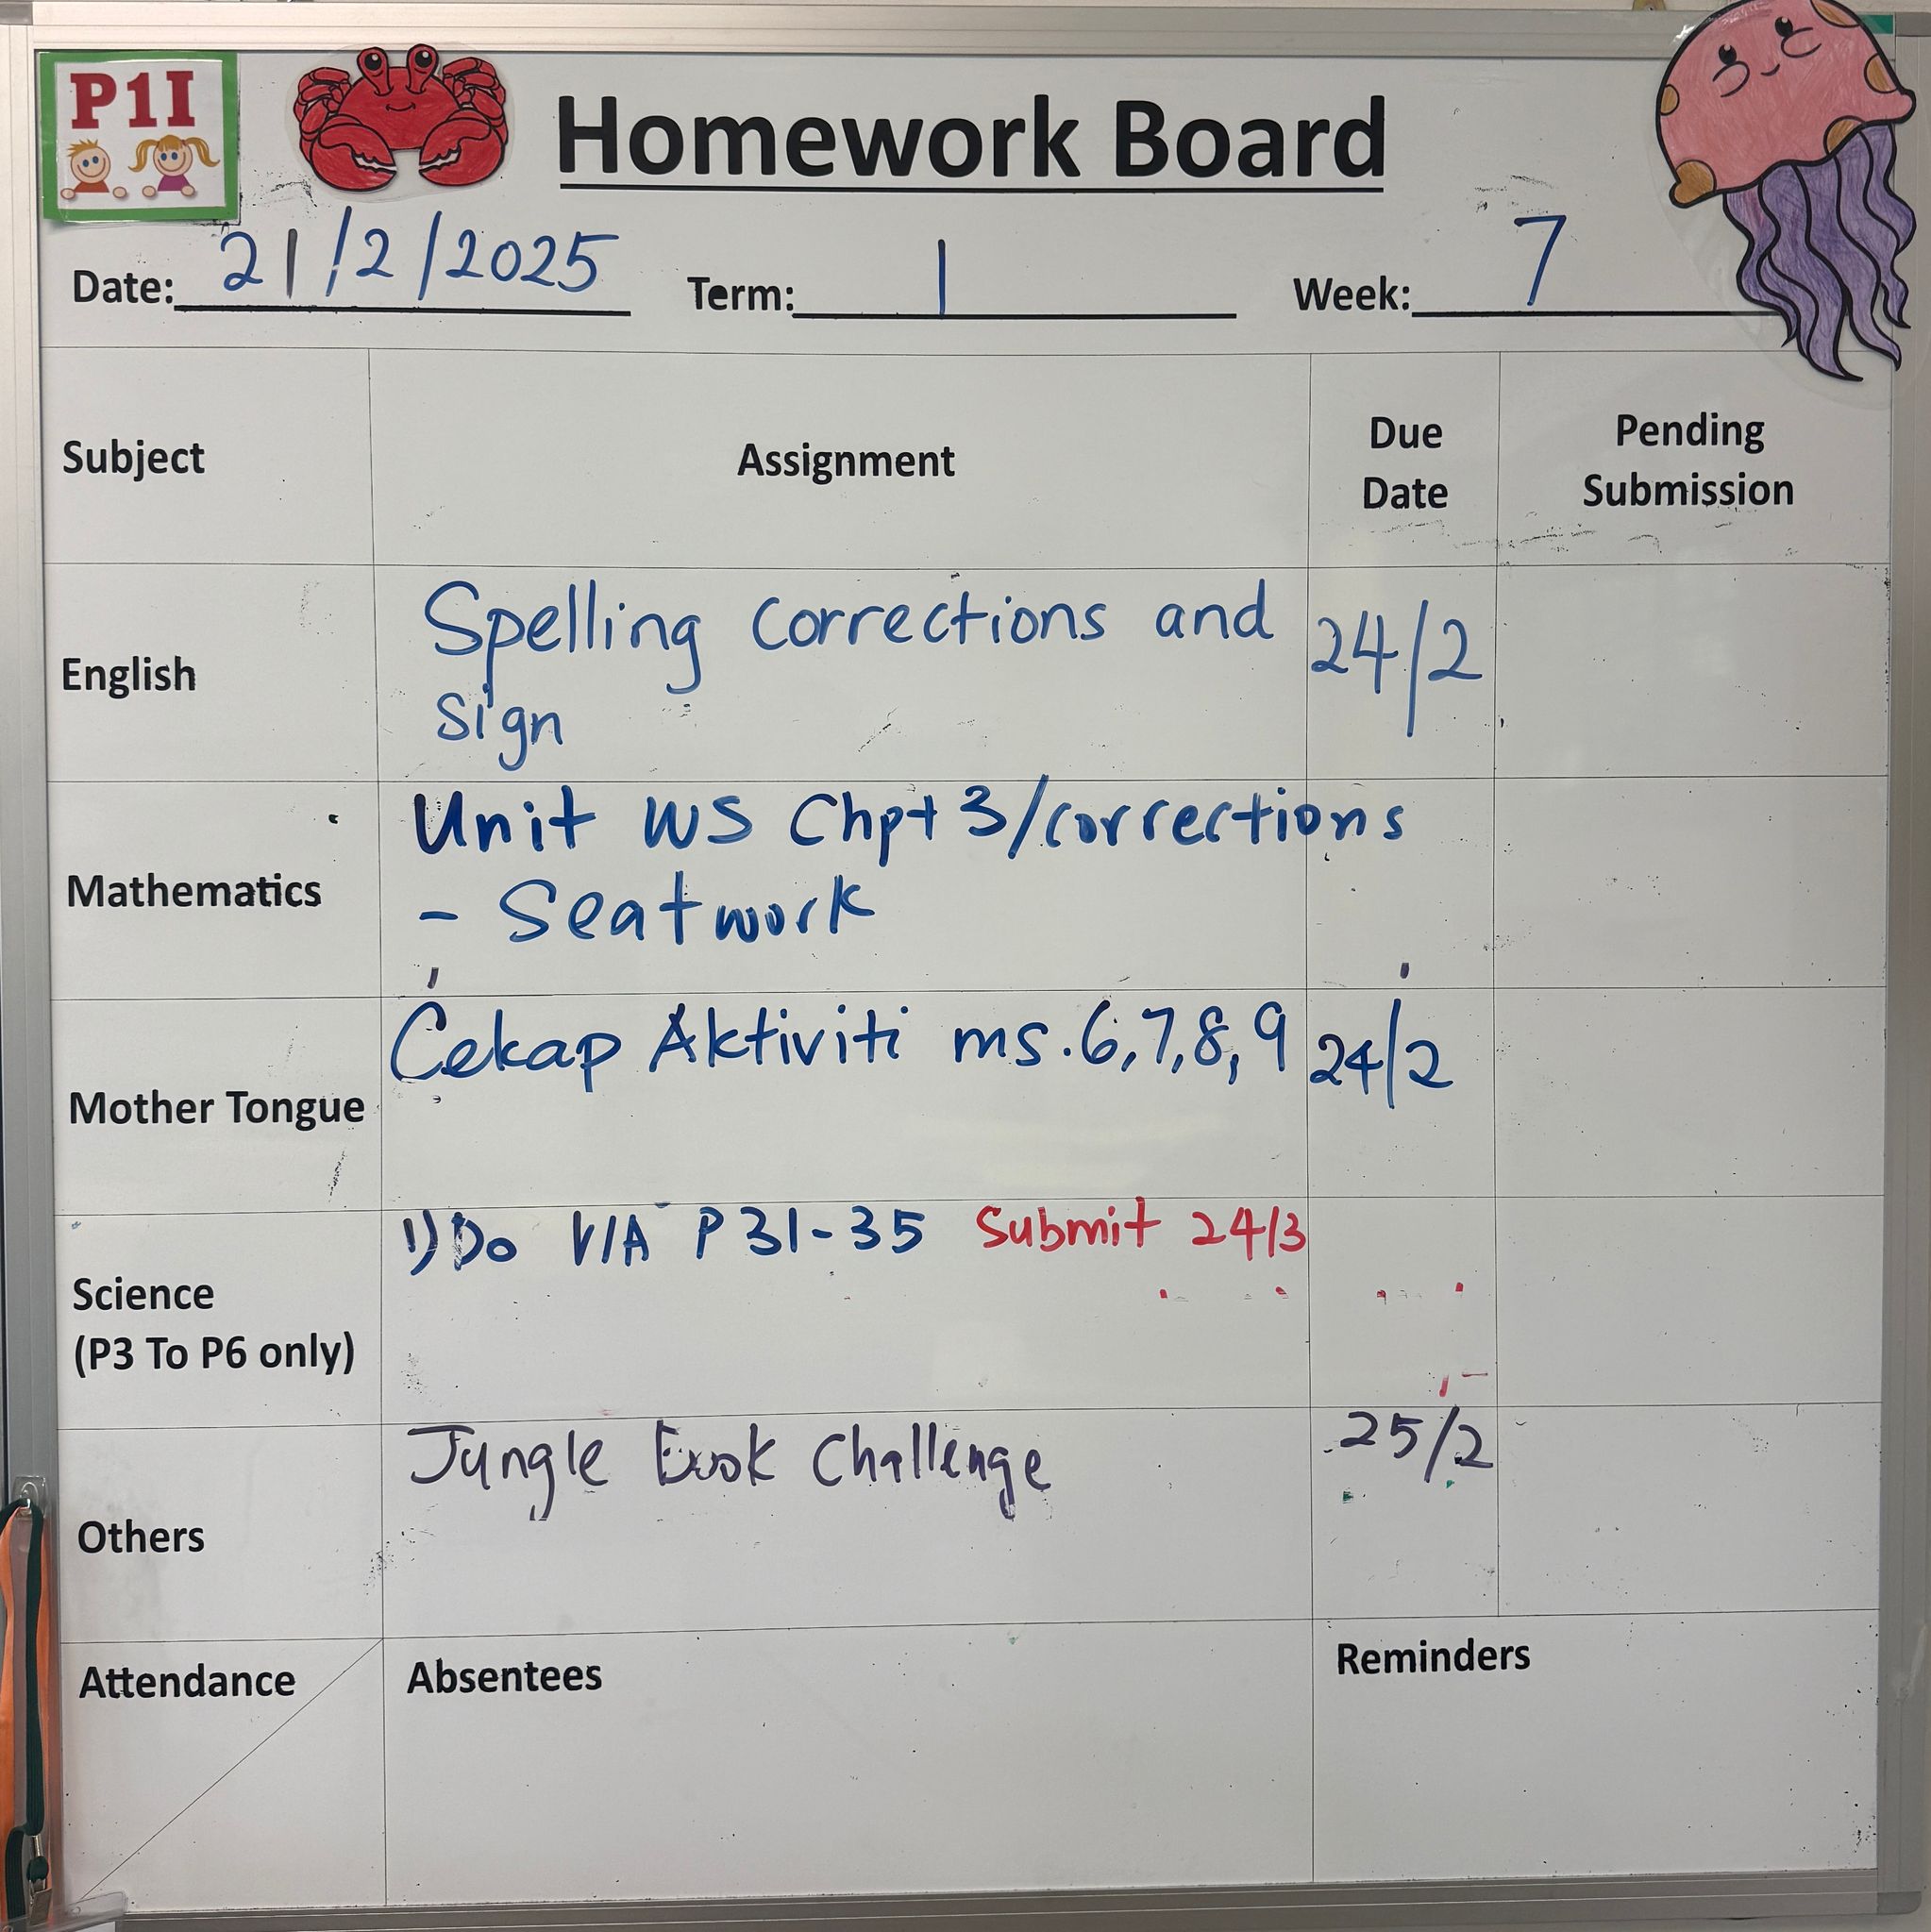 P1I
Homework Board
Date: 21/2/2025 Term: 1 Week: 7
Subject Assignment Due Date Pending Submission
English Spelling corrections and 24/2
sign
Mathematics Unit WS Chpt 3/corrections
- Seatwork
Mother Tongue Cekap Aktiviti ms. 6,7,8,9 24/2
Science 1) Do V/A P 31-35 Submit 24/3
(P3 To P6 only)
Others Jungle Book Challenge 25/2
Attendance Absentees Reminders